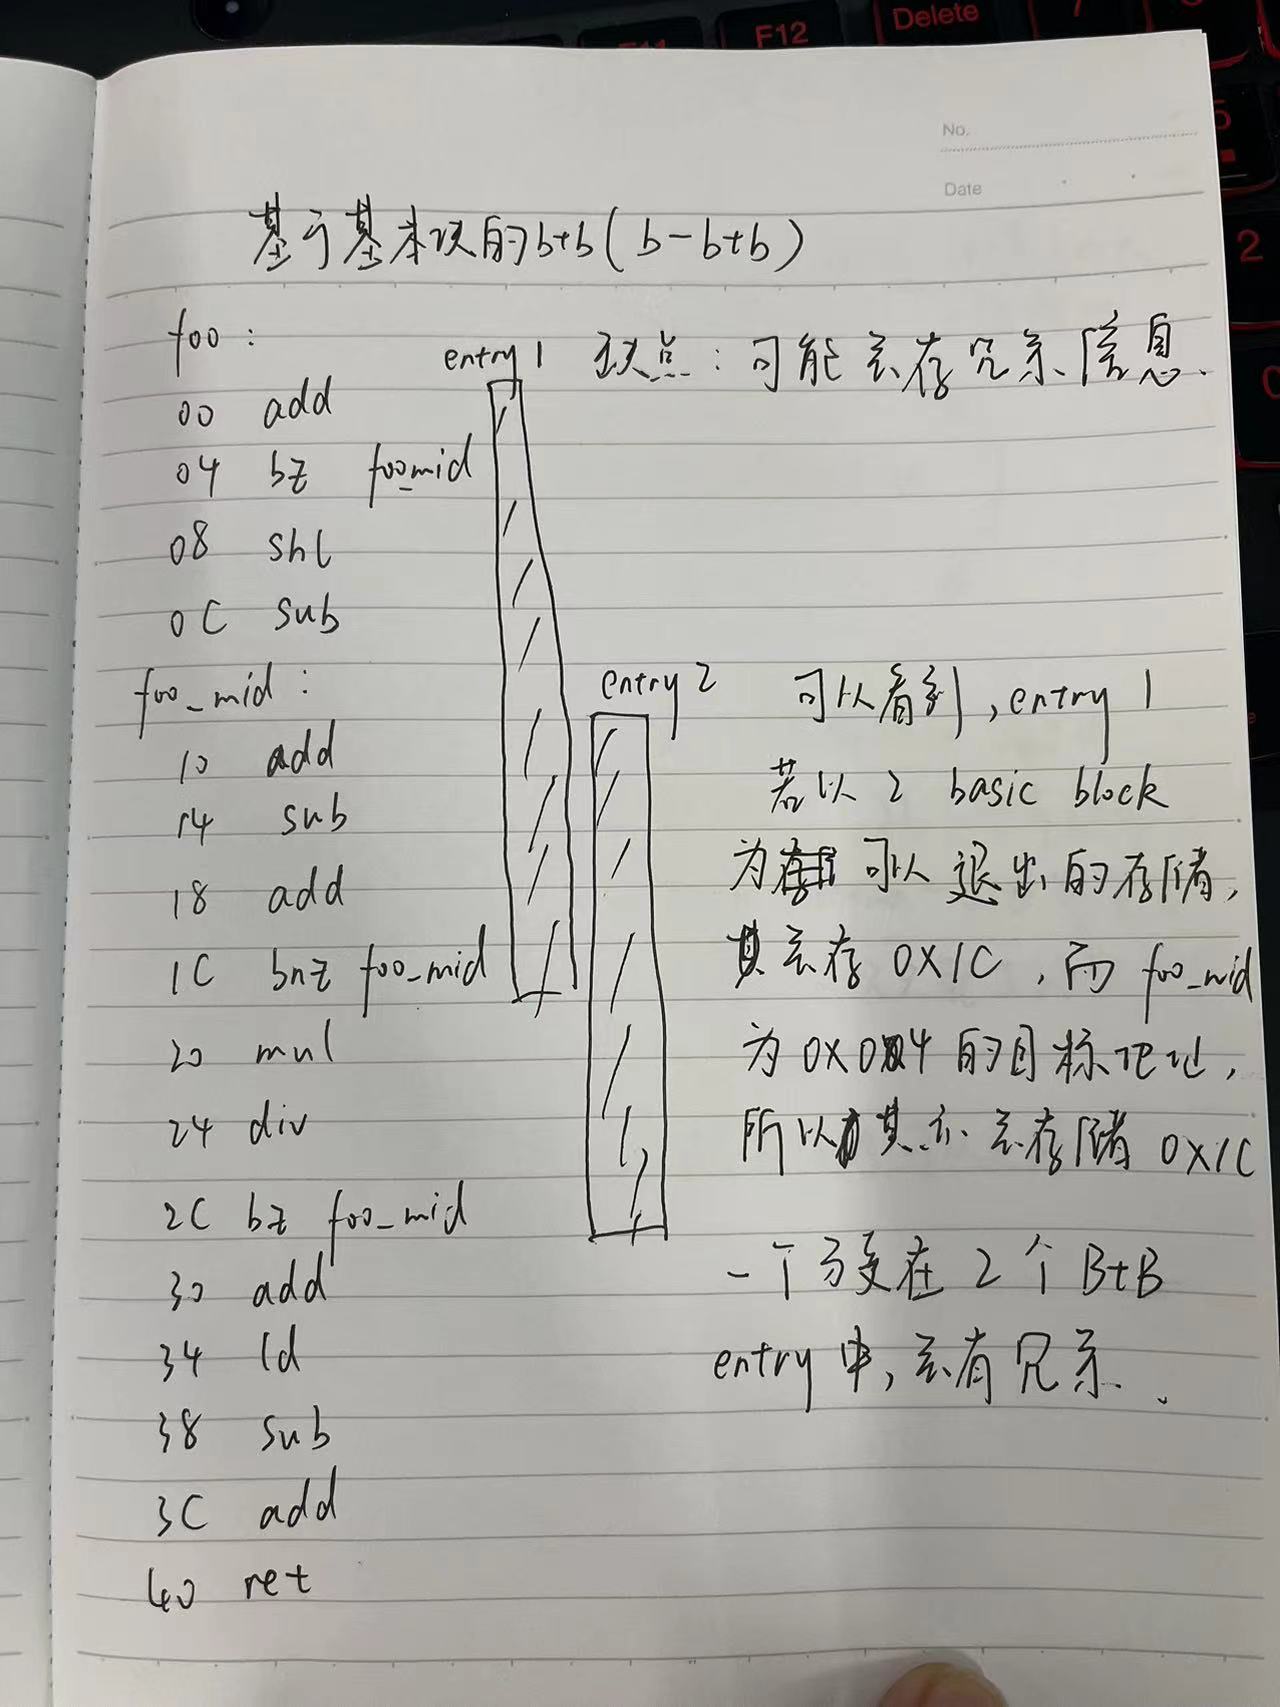 Delete
7
F11
F12
5
2
No.
Date
基于基本块的b+b(b-b+b)
foo:
entry 1 缺点:可能会存冗余信息.
00 add
04 bz foo_mid
08 shl
0C sub
foo_mid:
entry 2 可以看到,entry 1
10 add
若以 2 basic block
14 sub
为 可以退出的存储,
18 add
其会存 0X1C,而 foo_mid
1C bnz foo_mid
20 mul
为 0X04 的目标地址,
24 div
所以其亦会存储 0X1C
2C bz foo_mid
一个分支在 2 个 B+B
30 add
34 ld
entry 中,会有冗余.
38 sub
3C add
40 ret